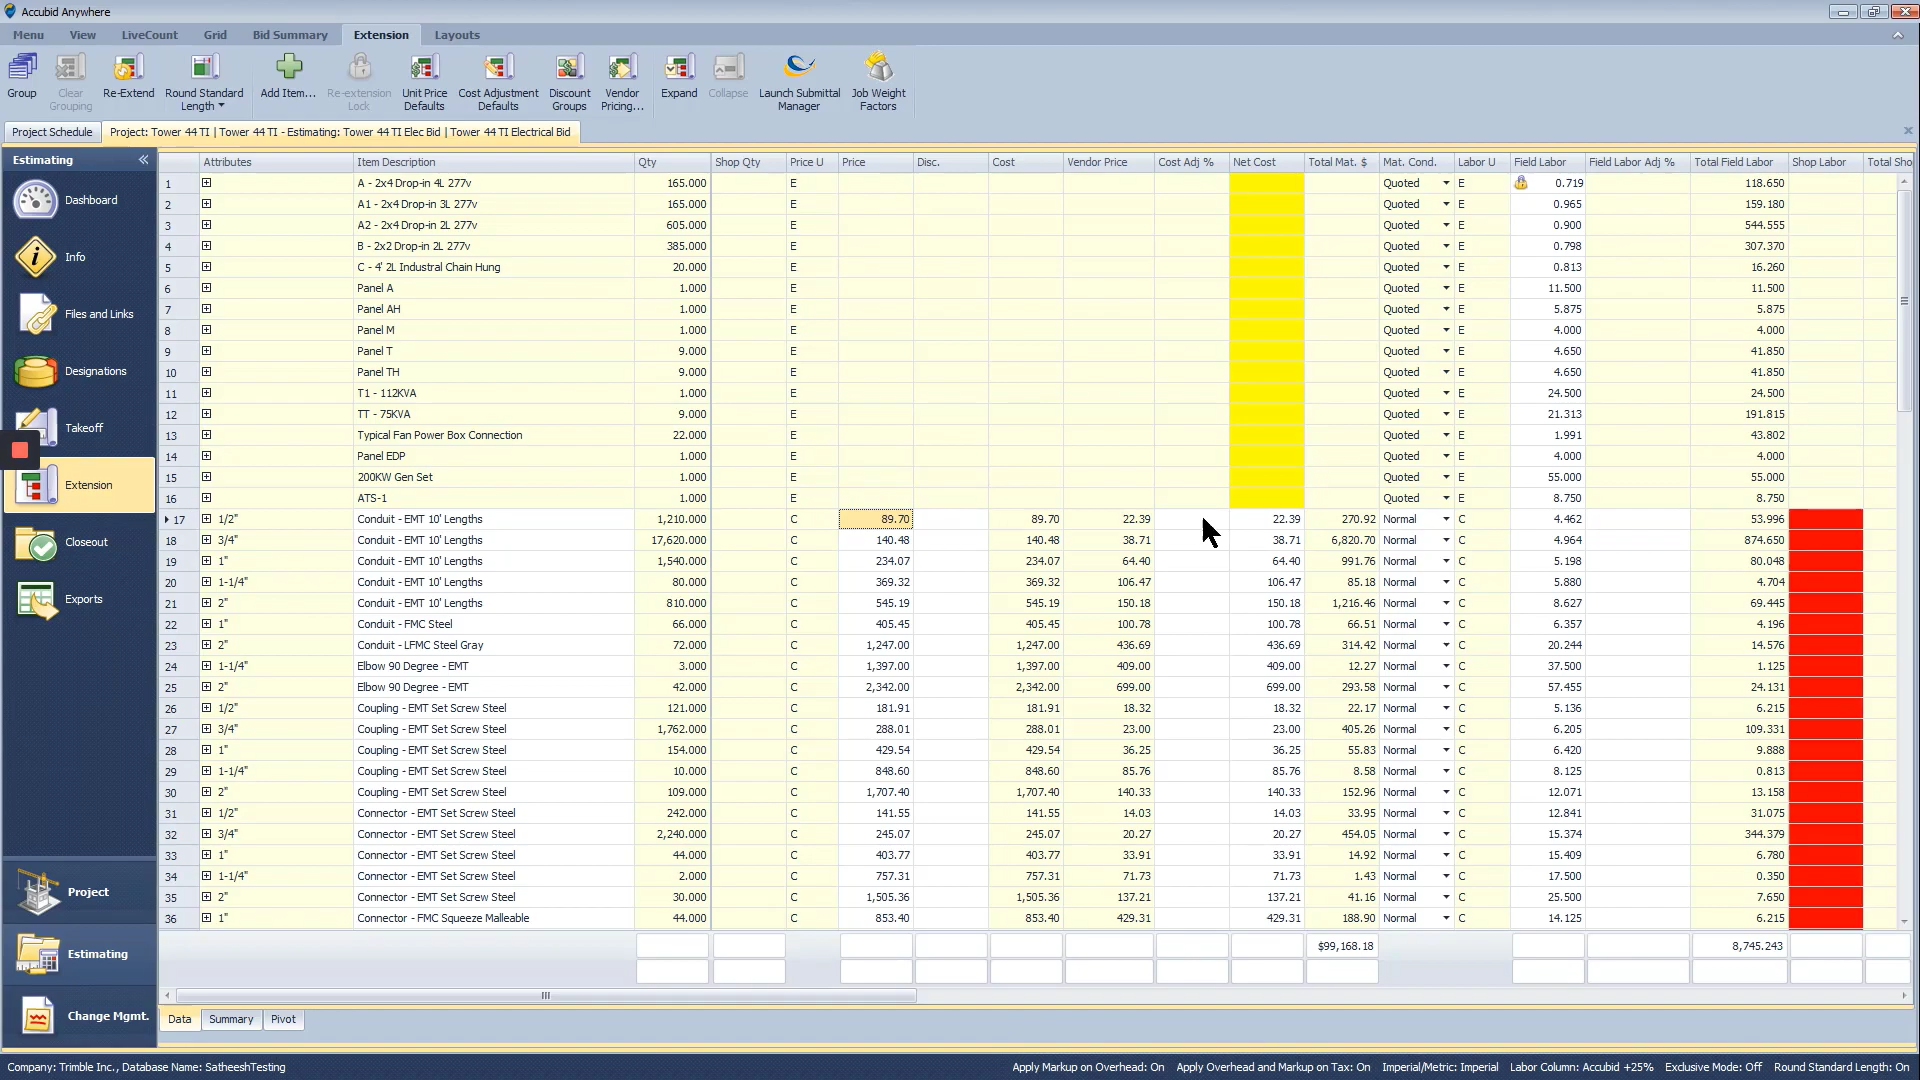 Accubid Anywhere
Menu View LiveCount Grid Bid Summary Extension Layouts
Group Clear Grouping Re-Extend Round Standard Length Add Item... Re-extension Lock Unit Price Defaults Cost Adjustment Defaults Discount Groups Vendor Pricing... Expand Collapse Launch Submittal Manager Job Weight Factors
Project Schedule Project: Tower 44 TI | Tower 44 TI - Estimating: Tower 44 TI Elec Bid | Tower 44 TI Electrical Bid
Estimating
Dashboard
Info
Files and Links
Designations
Takeoff
Extension
Closeout
Exports
Project
Estimating
Change Mgmt.
Attributes Item Description Qty Shop Qty Price U Price Disc. Cost Vendor Price Cost Adj % Net Cost Total Mat. $ Mat. Cond. Labor U Field Labor Field Labor Adj % Total Field Labor Shop Labor Total Sho
1 A - 2x4 Drop-in 4L 277v 165.000 E Quoted E 0.719 118.650
2 A1 - 2x4 Drop-in 3L 277v 165.000 E Quoted E 0.965 159.180
3 A2 - 2x4 Drop-in 2L 277v 605.000 E Quoted E 0.900 544.555
4 B - 2x2 Drop-in 2L 277v 385.000 E Quoted E 0.798 307.370
5 C - 4' 2L Industral Chain Hung 20.000 E Quoted E 0.813 16.260
6 Panel A 1.000 E Quoted E 11.500 11.500
7 Panel AH 1.000 E Quoted E 5.875 5.875
8 Panel M 1.000 E Quoted E 4.000 4.000
9 Panel T 9.000 E Quoted E 4.650 41.850
10 Panel TH 9.000 E Quoted E 4.650 41.850
11 T1 - 112KVA 1.000 E Quoted E 24.500 24.500
12 TT - 75KVA 9.000 E Quoted E 21.313 191.815
13 Typical Fan Power Box Connection 22.000 E Quoted E 1.991 43.802
14 Panel EDP 1.000 E Quoted E 4.000 4.000
15 200KW Gen Set 1.000 E Quoted E 55.000 55.000
16 ATS-1 1.000 E Quoted E 8.750 8.750
17 1/2" Conduit - EMT 10' Lengths 1,210.000 C 89.70 89.70 22.39 22.39 270.92 Normal C 4.462 53.996
18 3/4" Conduit - EMT 10' Lengths 17,620.000 C 140.48 140.48 38.71 38.71 6,820.70 Normal C 4.964 874.650
19 1" Conduit - EMT 10' Lengths 1,540.000 C 234.07 234.07 64.40 64.40 991.76 Normal C 5.198 80.048
20 1-1/4" Conduit - EMT 10' Lengths 80.000 C 369.32 369.32 106.47 106.47 85.18 Normal C 5.880 4.704
21 2" Conduit - EMT 10' Lengths 810.000 C 545.19 545.19 150.18 150.18 1,216.46 Normal C 8.627 69.445
22 1" Conduit - FMC Steel 66.000 C 405.45 405.45 100.78 100.78 66.51 Normal C 6.357 4.196
23 2" Conduit - LFMC Steel Gray 72.000 C 1,247.00 1,247.00 436.69 436.69 314.42 Normal C 20.244 14.576
24 1-1/4" Elbow 90 Degree - EMT 3.000 C 1,397.00 1,397.00 409.00 409.00 12.27 Normal C 37.500 1.125
25 2" Elbow 90 Degree - EMT 42.000 C 2,342.00 2,342.00 699.00 699.00 293.58 Normal C 57.455 24.131
26 1/2" Coupling - EMT Set Screw Steel 121.000 C 181.91 181.91 18.32 18.32 22.17 Normal C 5.136 6.215
27 3/4" Coupling - EMT Set Screw Steel 1,762.000 C 288.01 288.01 23.00 23.00 405.26 Normal C 6.205 109.331
28 1" Coupling - EMT Set Screw Steel 154.000 C 429.54 429.54 36.25 36.25 55.83 Normal C 6.420 9.888
29 1-1/4" Coupling - EMT Set Screw Steel 10.000 C 848.60 848.60 85.76 85.76 8.58 Normal C 8.125 0.813
30 2" Coupling - EMT Set Screw Steel 109.000 C 1,707.40 1,707.40 140.33 140.33 152.96 Normal C 12.071 13.158
31 1/2" Connector - EMT Set Screw Steel 242.000 C 141.55 141.55 14.03 14.03 33.95 Normal C 12.841 31.075
32 3/4" Connector - EMT Set Screw Steel 2,240.000 C 245.07 245.07 20.27 20.27 454.05 Normal C 15.374 344.379
33 1" Connector - EMT Set Screw Steel 44.000 C 403.77 403.77 33.91 33.91 14.92 Normal C 15.409 6.780
34 1-1/4" Connector - EMT Set Screw Steel 2.000 C 757.31 757.31 71.73 71.73 1.43 Normal C 17.500 0.350
35 2" Connector - EMT Set Screw Steel 30.000 C 1,505.36 1,505.36 137.21 137.21 41.16 Normal C 25.500 7.650
36 1" Connector - FMC Squeeze Malleable 44.000 C 853.40 853.40 429.31 429.31 188.90 Normal C 14.125 6.215
$99,168.18 8,745.243
Data Summary Pivot
Company: Trimble Inc., Database Name: SatheeshTesting Apply Markup on Overhead: On Apply Overhead and Markup on Tax: On Imperial/Metric: Imperial Labor Column: Accubid +25% Exclusive Mode: Off Round Standard Length: On